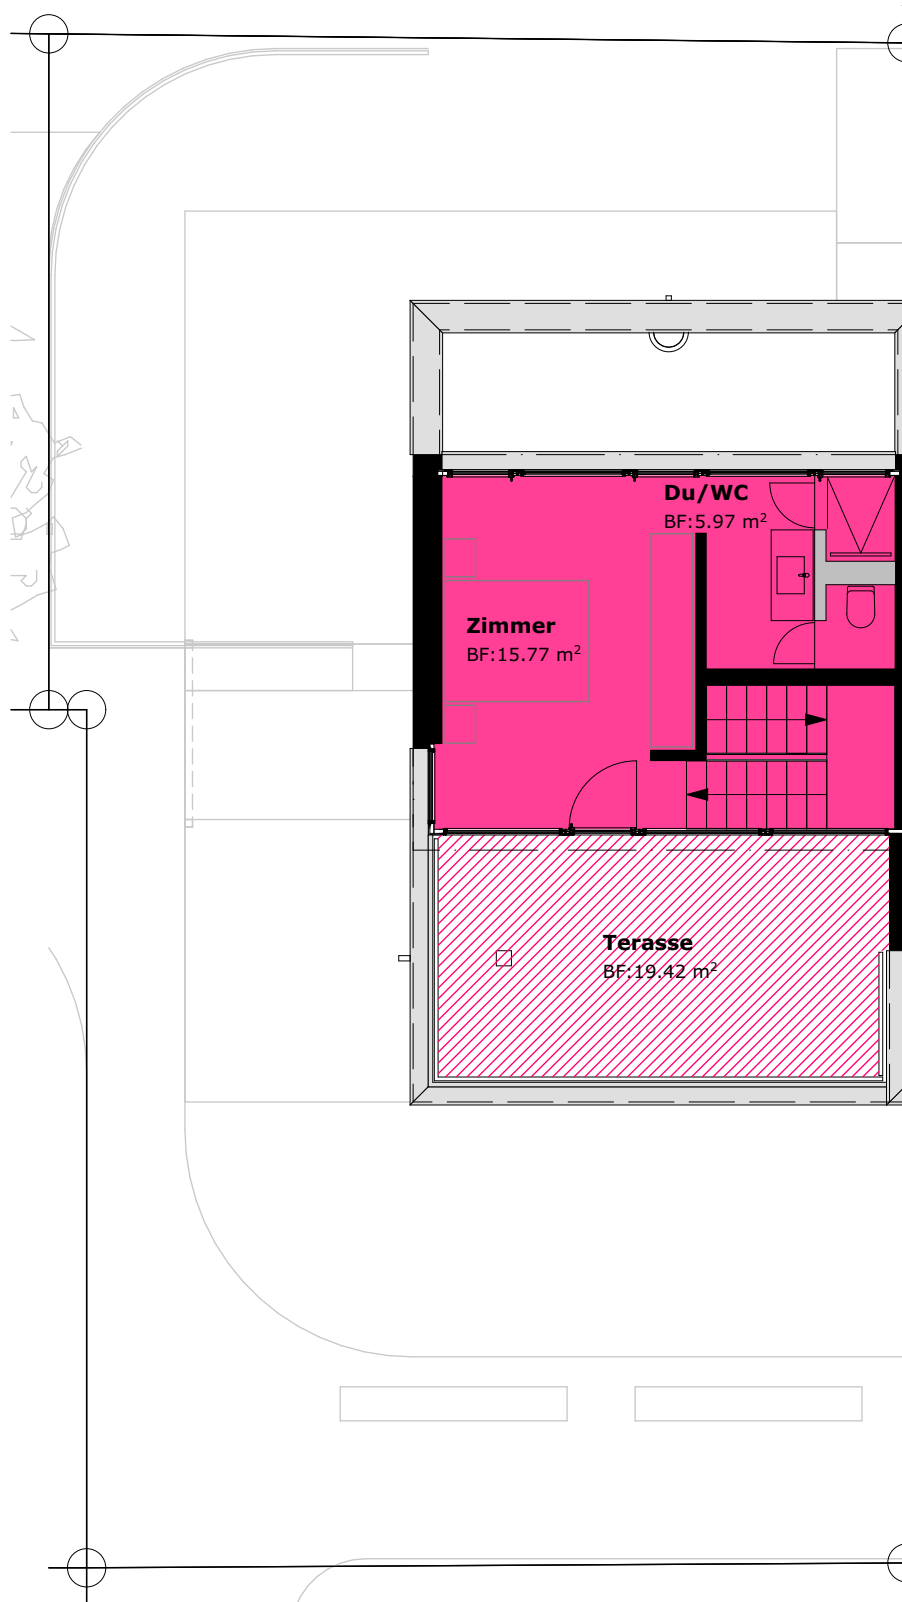 Du/WC
BF:5.97 m²
Zimmer
BF:15.77 m²
Terasse
BF:19.42 m²